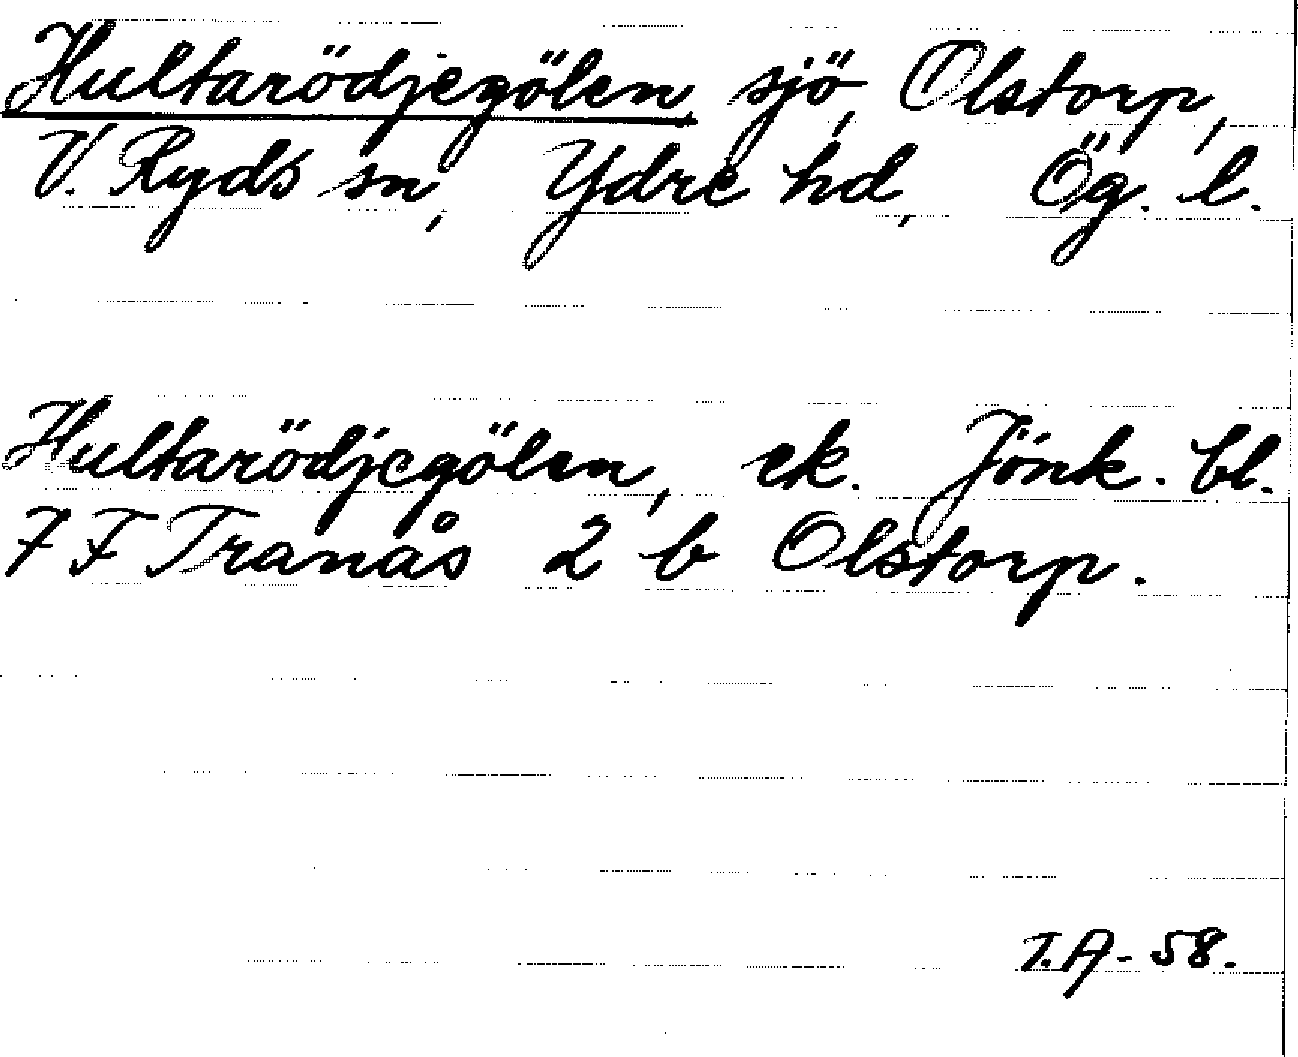 Hultarödjegölen, sjö, Olstorp,
V. Ryds sn, Ydre hd, Ög. l.
Hultarödjegölen, ek. Jönk. bl.
7 F Tranås 2 b Olstorp.
T.A - 58.